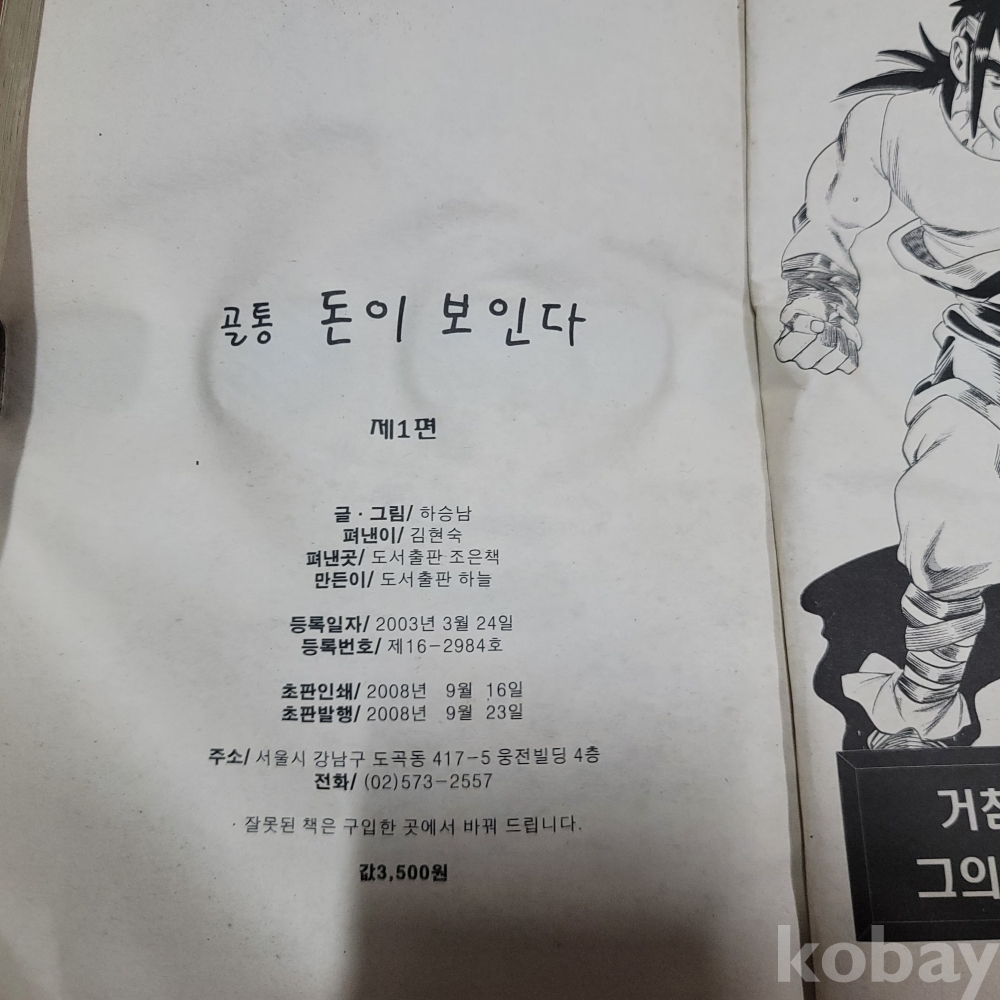 골통 돈이 보인다
제1편
글·그림/ 하승남
펴낸이/ 김현숙
펴낸곳/ 도서출판 조은책
만든이/ 도서출판 하늘
등록일자/ 2003년 3월 24일
등록번호/ 제16-2984호
초판인쇄/ 2008년 9월 16일
초판발행/ 2008년 9월 23일
주소/ 서울시 강남구 도곡동 417-5 웅전빌딩 4층
전화/ (02)573-2557
· 잘못된 책은 구입한 곳에서 바꿔 드립니다.
값3,500원
그의
kobay